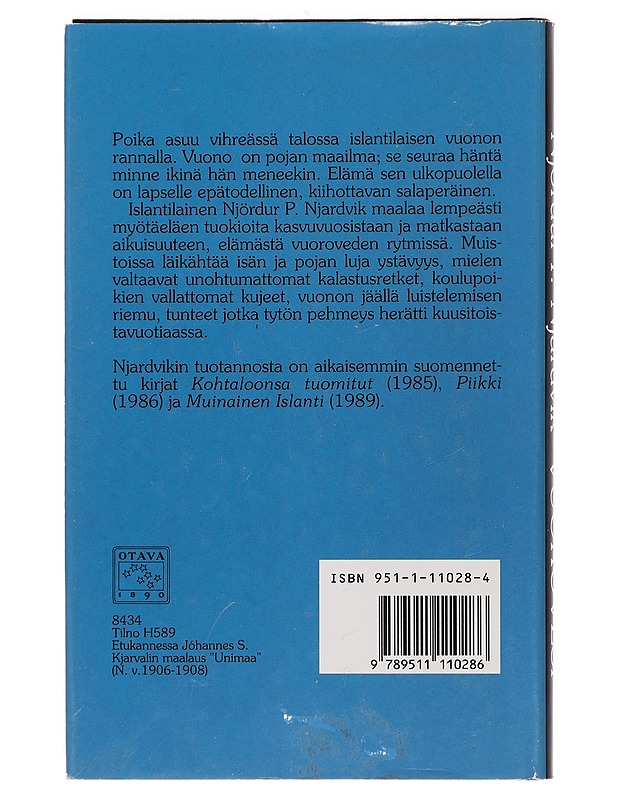 Poika asuu vihreässä talossa islantilaisen vuonon
rannalla. Vuono on pojan maailma; se seuraa häntä
minne ikinä hän meneekin. Elämä sen ulkopuolella
on lapselle epätodellinen, kiihottavan salaperäinen.
Islantilainen Njördur P. Njardvik maalaa lempeästi
myötäeläen tuokioita kasvuvuosistaan ja matkastaan
aikuisuuteen, elämästä vuoroveden rytmissä. Muis-
toissa läikähtää isän ja pojan luja ystävyys, mielen
valtaavat unohtumattomat kalastusretket, koulupoi-
kien vallattomat kujeet, vuonon jäällä luistelemisen
riemu, tunteet jotka tytön pehmeys herätti kuusitois-
tavuotiaassa.
Njardvikin tuotannosta on aikaisemmin suomennet-
tu kirjat Kohtaloonsa tuomitut (1985), Piikki
(1986) ja Muinainen Islanti (1989).
OTAVA
1890
ISBN 951-1-11028-4
9 789511 110286
8434
Tilno H589
Etukannessa Jóhannes S.
Kjarvalin maalaus "Unimaa"
(N. v.1906-1908)